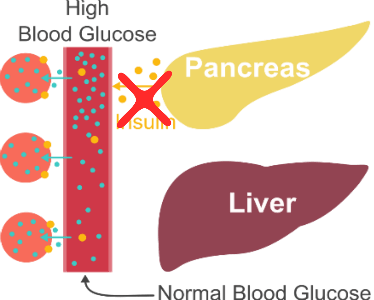 High
Blood Glucose
Pancreas
Insulin
Liver
Normal Blood Glucose